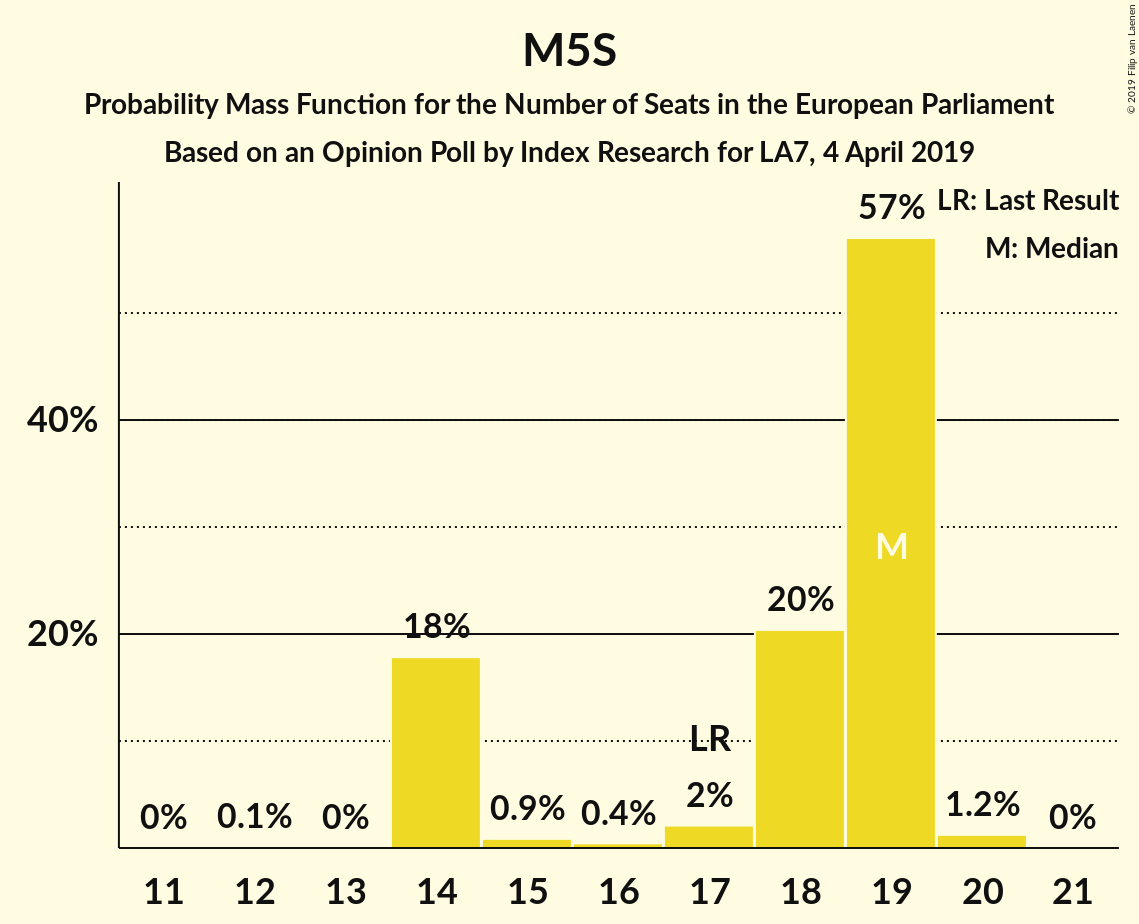 M5S
Probability Mass Function for the Number of Seats in the European Parliament
Based on an Opinion Poll by Index Research for LA7, 4 April 2019
© 2019 Filip van Laenen
LR: Last Result
M: Median
40%
20%
0%
0.1%
0%
18%
0.9%
0.4%
LR
2%
20%
57%
M
1.2%
0%
11 12 13 14 15 16 17 18 19 20 21